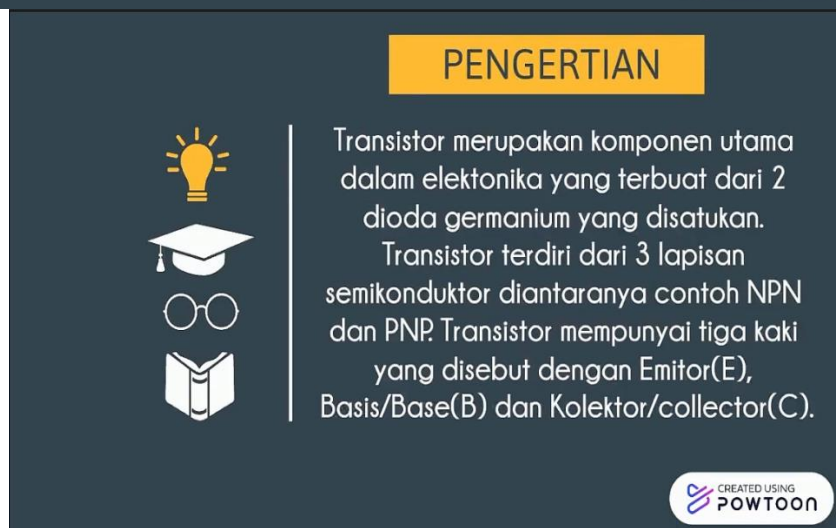 PENGERTIAN
Transistor merupakan komponen utama
dalam elektonika yang terbuat dari 2
dioda germanium yang disatukan.
Transistor terdiri dari 3 lapisan
semikonduktor diantaranya contoh NPN
dan PNP. Transistor mempunyai tiga kaki
yang disebut dengan Emitor(E),
Basis/Base(B) dan Kolektor/collector(C).
CREATED USING
POWTOON